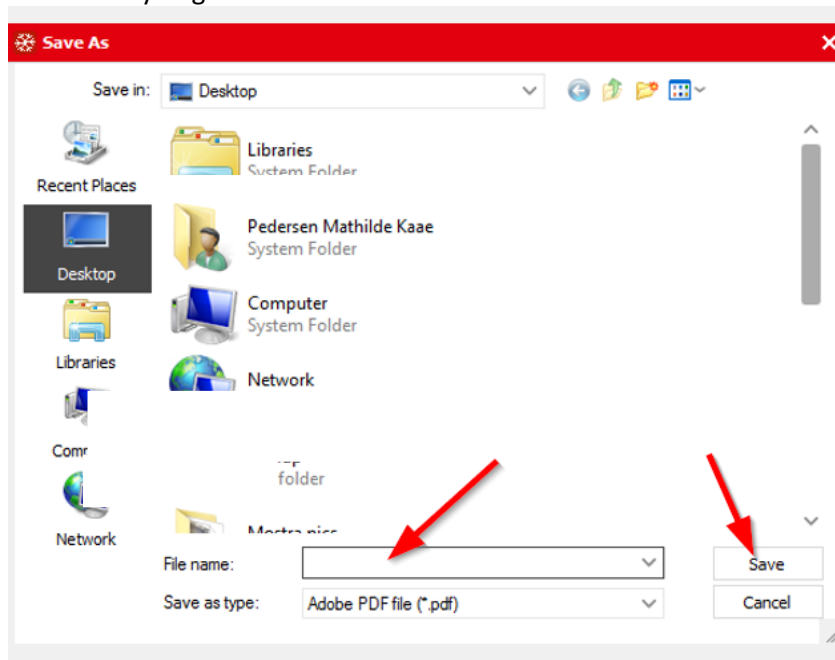 Save As
Save in:
Desktop
Libraries
System Folder
Recent Places
Pedersen Mathilde Kaae
System Folder
Desktop
Computer
System Folder
Libraries
Network
folder
Network
File name:
Save
Save as type:
Adobe PDF file (*.pdf)
Cancel